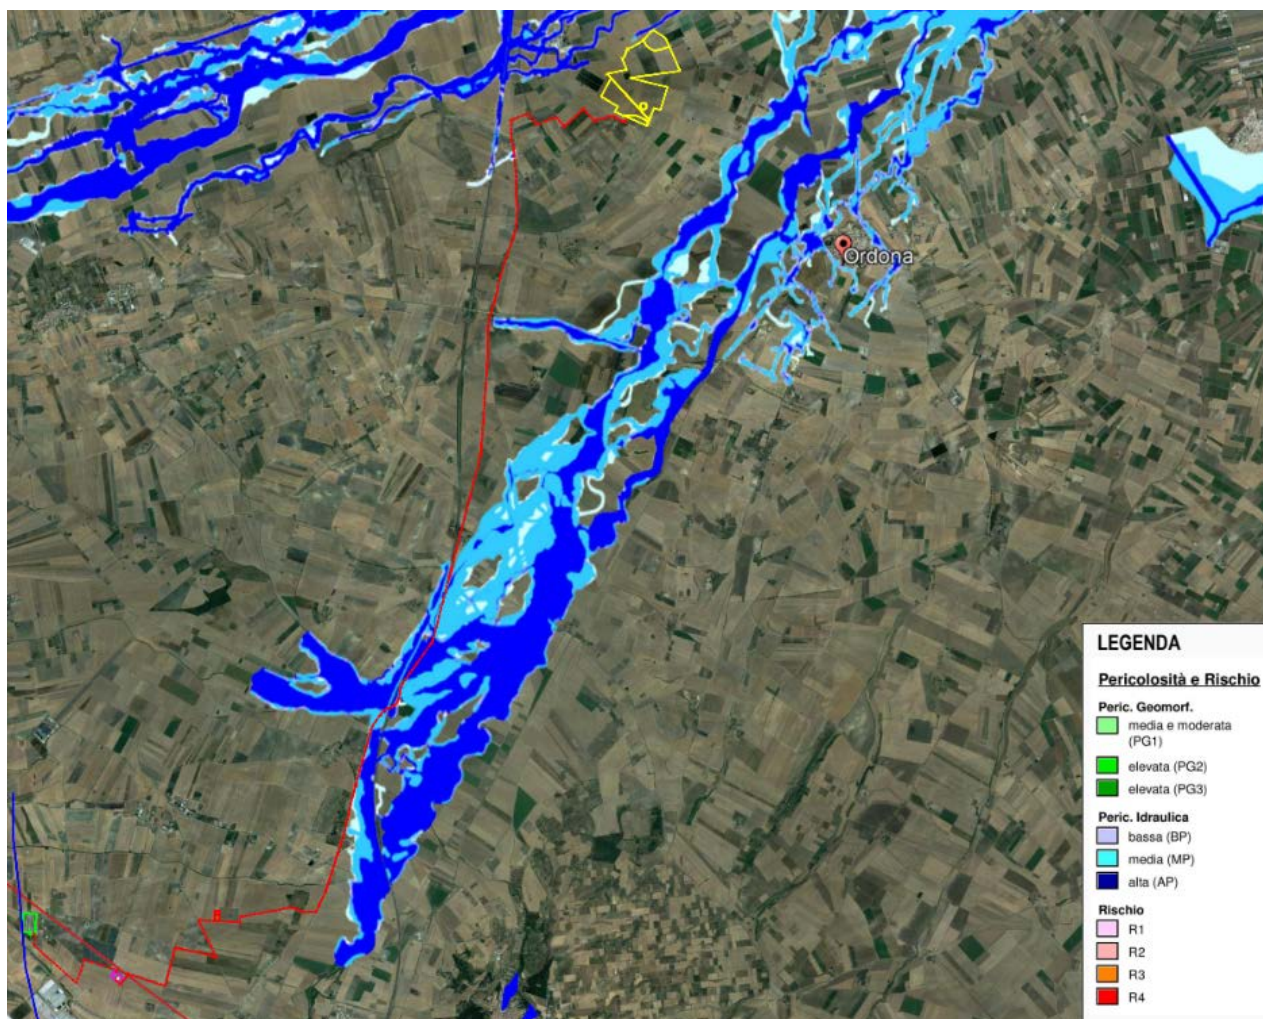 Ordona
LEGENDA
Pericolosità e Rischio
Peric. Geomorf.
media e moderata
(PG1)
elevata (PG2)
elevata (PG3)
Peric. Idraulica
bassa (BP)
media (MP)
alta (AP)
Rischio
R1
R2
R3
R4